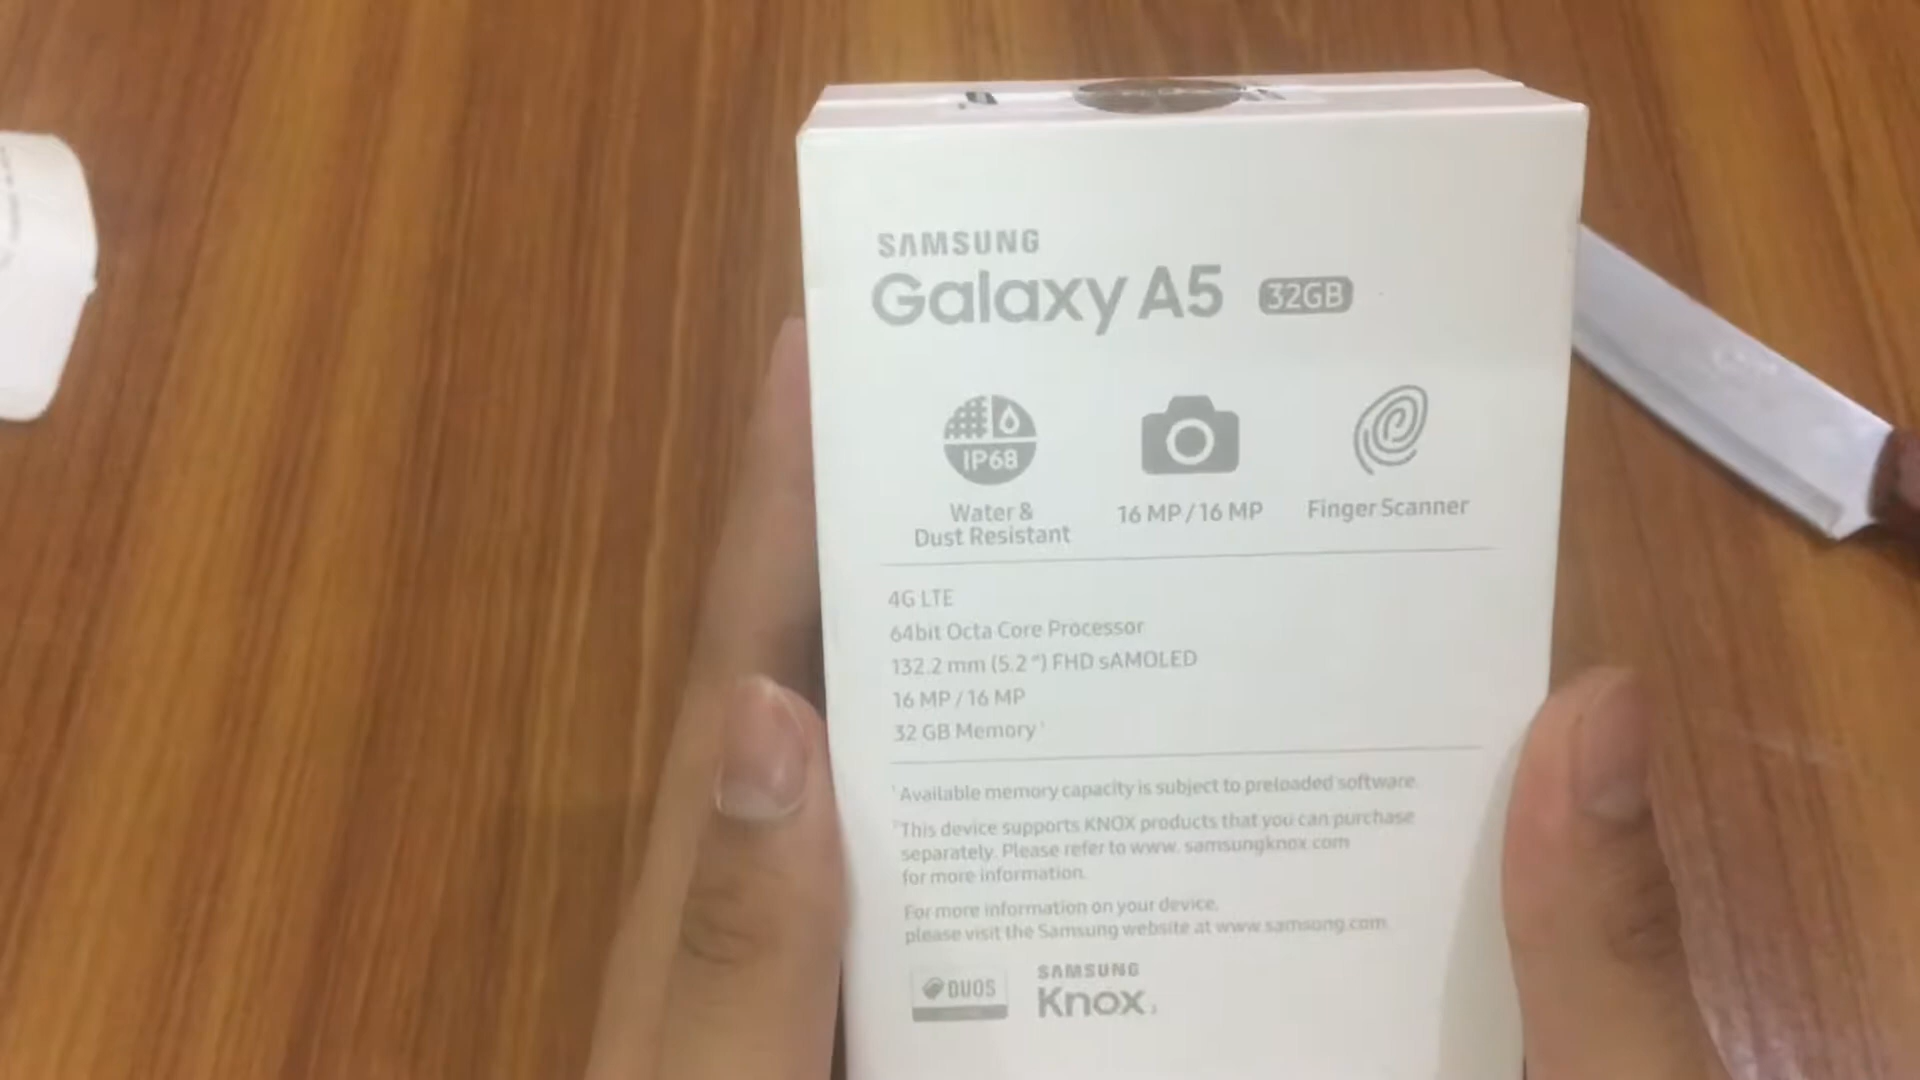 SAMSUNG
Galaxy A5 32GB
IP68
Water &
Dust Resistant
16 MP / 16 MP
Finger Scanner
4G LTE
64bit Octa Core Processor
132.2 mm (5.2 ") FHD sAMOLED
16 MP / 16 MP
32 GB Memory ¹
¹ Available memory capacity is subject to preloaded software.
² This device supports KNOX products that you can purchase
separately. Please refer to www. samsungknox.com
for more information.
For more information on your device,
please visit the Samsung website at www.samsung.com.
DUOS
SAMSUNG
Knox ²